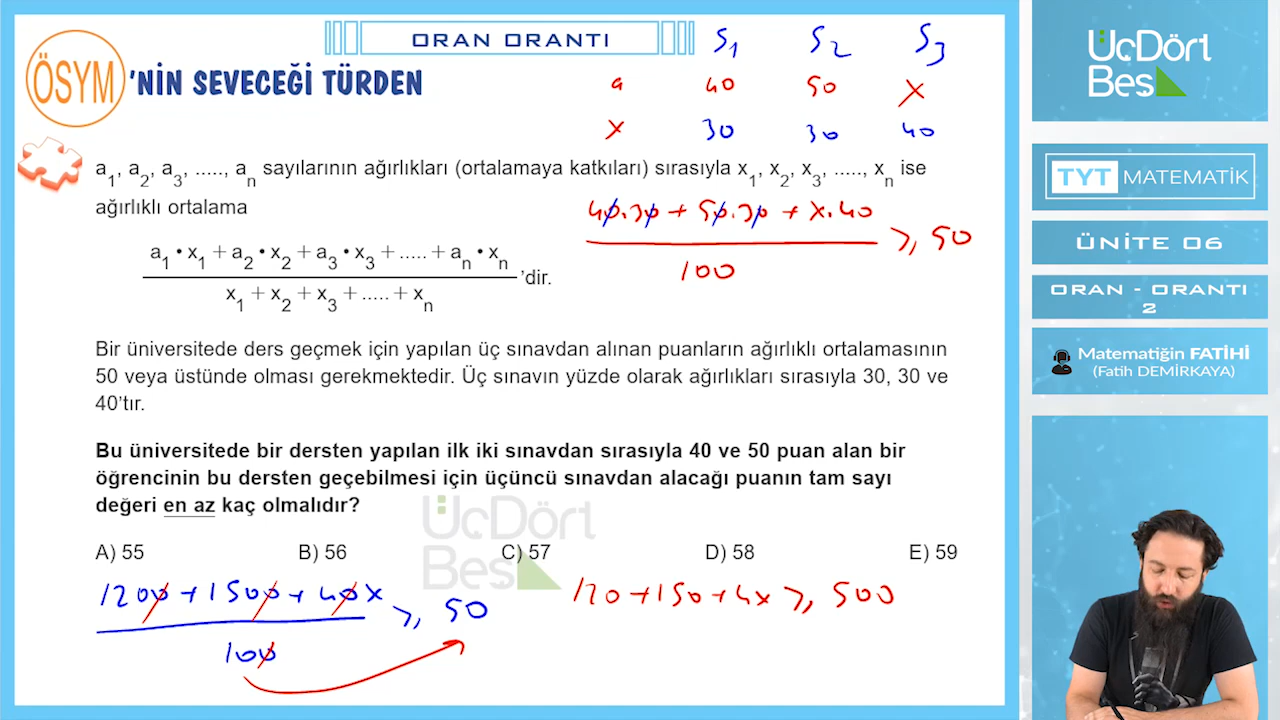 ORAN ORANTI
ÖSYM'NİN SEVECEĞİ TÜRDEN
S1 S2 S3
a 40 50 x
x 30 30 40
a1, a2, a3, ....., an sayılarının ağırlıkları (ortalamaya katkıları) sırasıyla x1, x2, x3, ....., xn ise
ağırlıklı ortalama
a1 • x1 + a2 • x2 + a3 • x3 + ..... + an • xn
x1 + x2 + x3 + ..... + xn
'dir.
40.30 + 50.30 + x.40
100
≥ 50
Bir üniversitede ders geçmek için yapılan üç sınavdan alınan puanların ağırlıklı ortalamasının
50 veya üstünde olması gerekmektedir. Üç sınavın yüzde olarak ağırlıkları sırasıyla 30, 30 ve
40'tır.
Bu üniversitede bir dersten yapılan ilk iki sınavdan sırasıyla 40 ve 50 puan alan bir
öğrencinin bu dersten geçebilmesi için üçüncü sınavdan alacağı puanın tam sayı
değeri en az kaç olmalıdır?
ÜçDört
Beş
A) 55 B) 56 C) 57 D) 58 E) 59
1200 + 1500 + 40x
100
≥ 50
120 + 150 + 4x ≥ 500
ÜçDört
Beş
TYT MATEMATİK
ÜNİTE 06
ORAN - ORANTI
2
Matematiğin FATİHİ
(Fatih DEMİRKAYA)